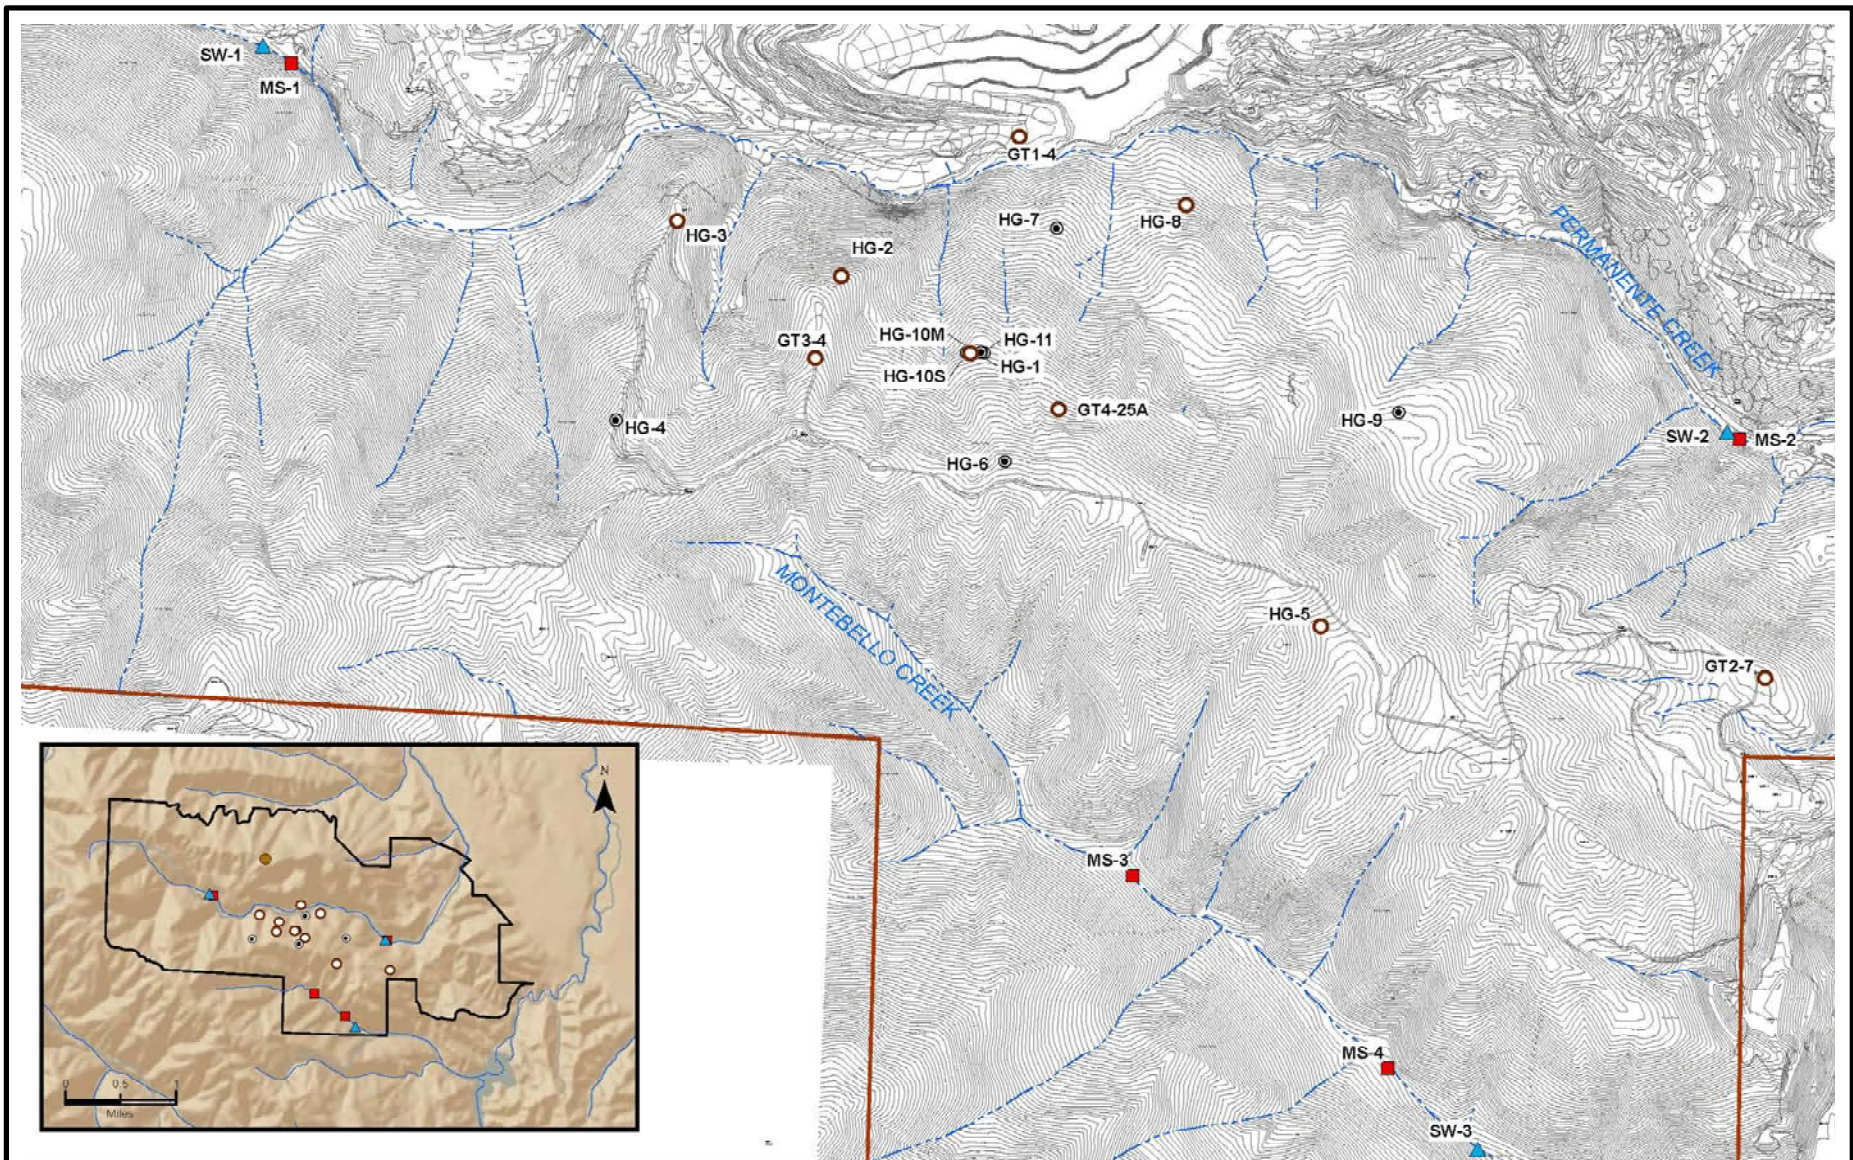 SW-1
MS-1
GT1-4
HG-7
HG-8
HG-3
HG-2
PERMANENTE CREEK
GT3-4
HG-10M
HG-11
HG-1
HG-10S
GT4-25A
HG-9
HG-4
SW-2
MS-2
HG-6
MONTEBELLO CREEK
HG-5
GT2-7
N
MS-3
MS-4
0 0.5 1
Miles
SW-3